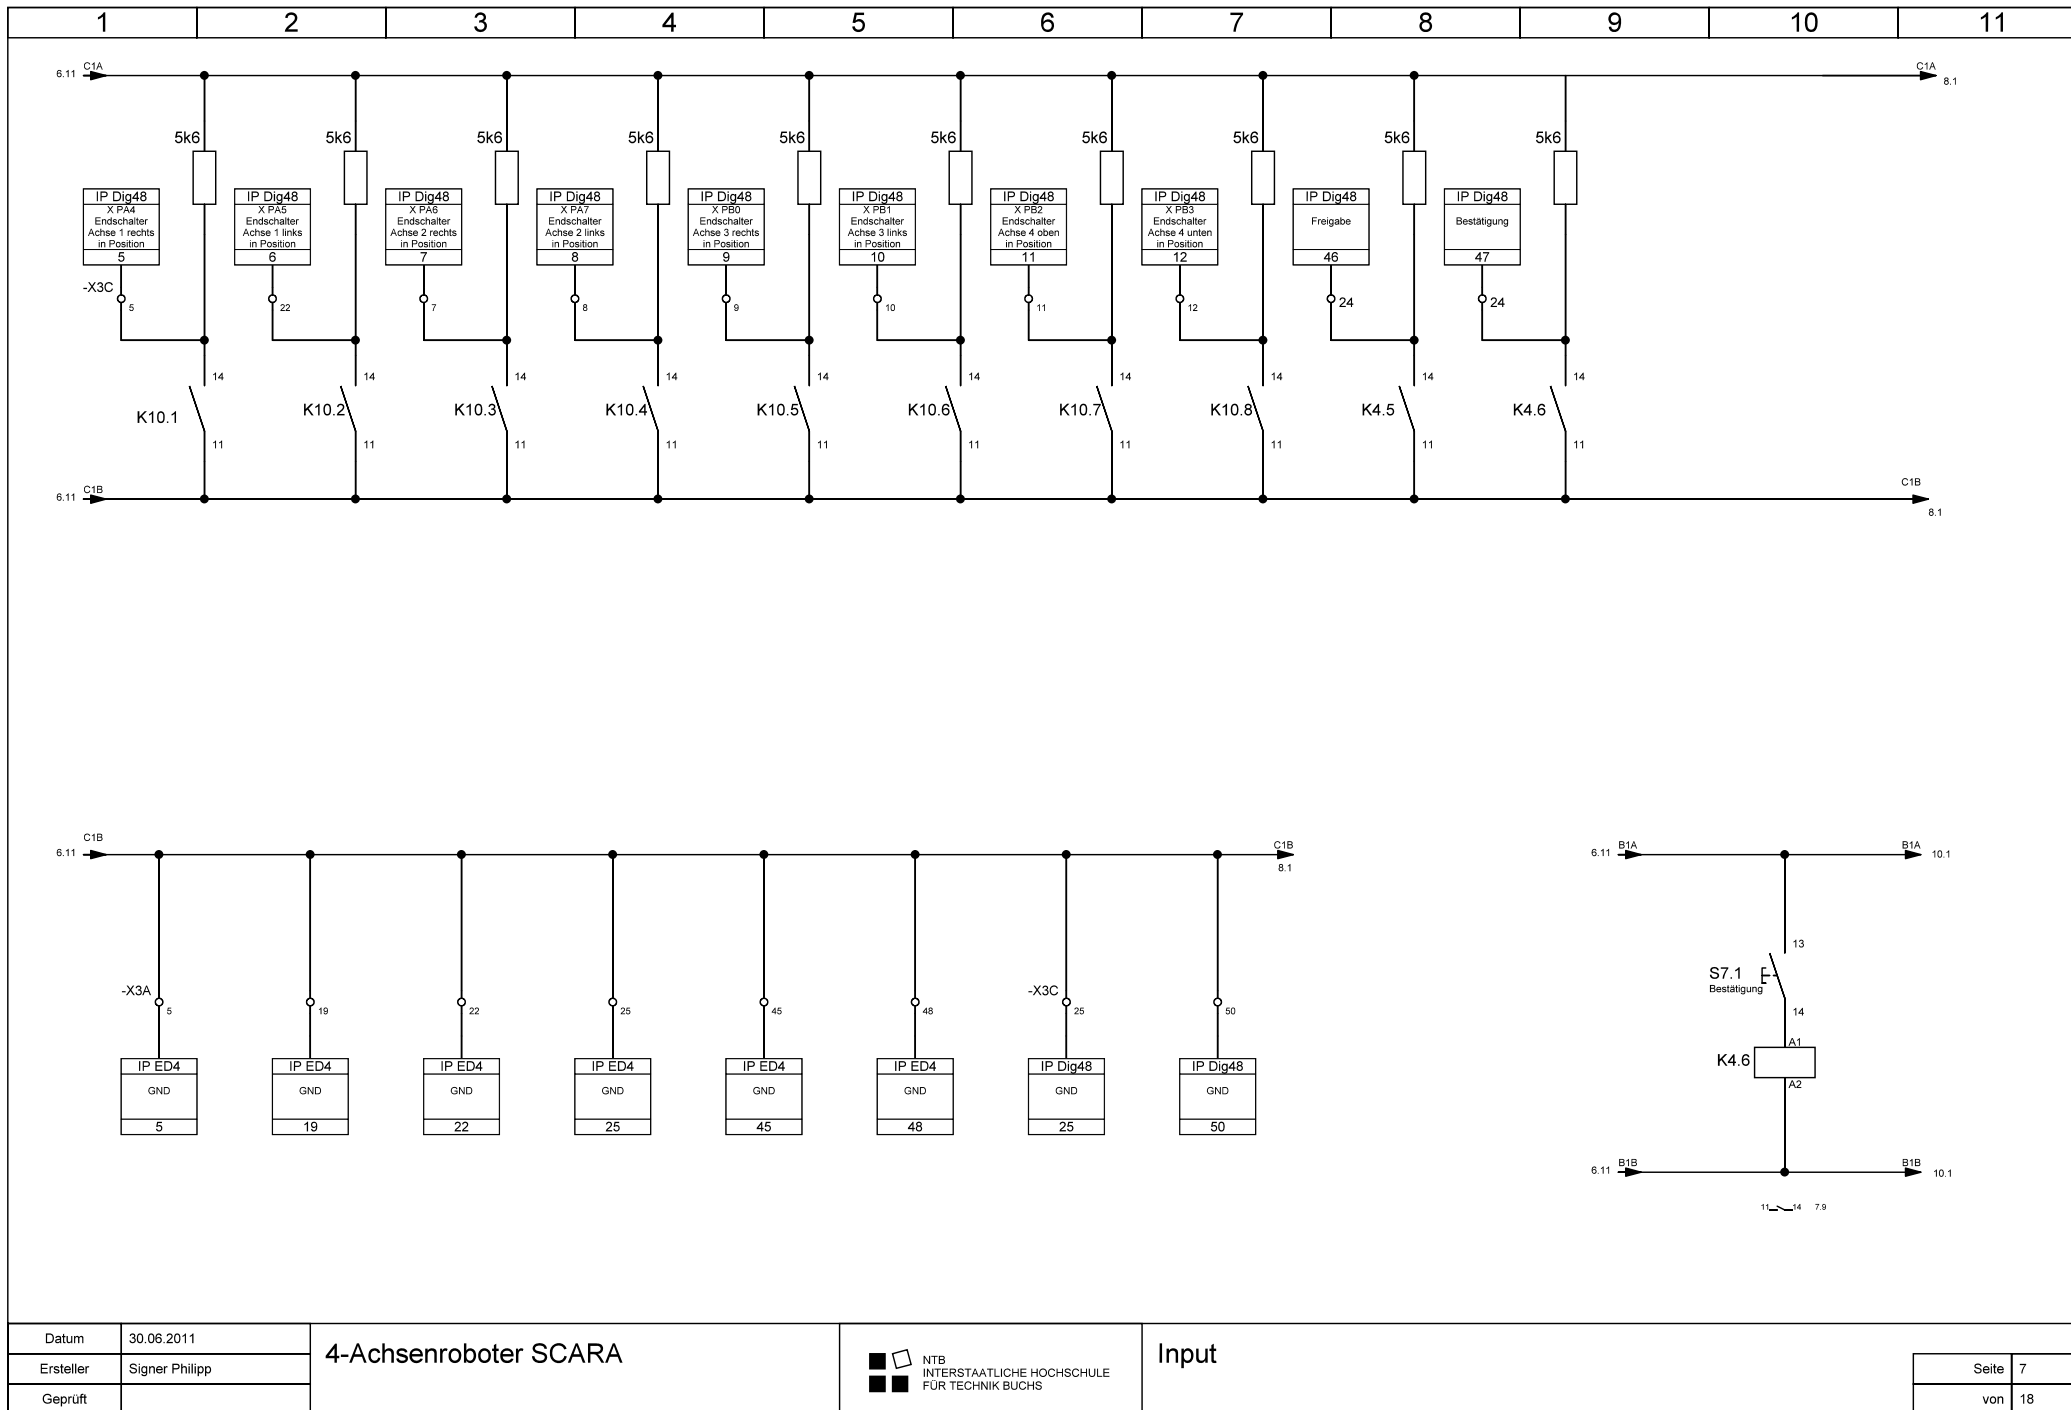 1 2 3 4 5 6 7 8 9 10 11
6.11 C1A C1A 8.1
5k6 5k6 5k6 5k6 5k6 5k6 5k6 5k6 5k6 5k6
IP Dig48
X PA4
Endschalter
Achse 1 rechts
in Position
5
IP Dig48
X PA5
Endschalter
Achse 1 links
in Position
6
IP Dig48
X PA6
Endschalter
Achse 2 rechts
in Position
7
IP Dig48
X PA7
Endschalter
Achse 2 links
in Position
8
IP Dig48
X PB0
Endschalter
Achse 3 rechts
in Position
9
IP Dig48
X PB1
Endschalter
Achse 3 links
in Position
10
IP Dig48
X PB2
Endschalter
Achse 4 oben
in Position
11
IP Dig48
X PB3
Endschalter
Achse 4 unten
in Position
12
IP Dig48
Freigabe
46
IP Dig48
Bestätigung
47
-X3C 5 22 7 8 9 10 11 12 24 24
14 14 14 14 14 14 14 14 14 14
K10.1 K10.2 K10.3 K10.4 K10.5 K10.6 K10.7 K10.8 K4.5 K4.6
11 11 11 11 11 11 11 11 11 11
6.11 C1B C1B 8.1
6.11 C1B C1B 8.1
-X3A 5 19 22 25 45 48 -X3C 25 50
IP ED4
GND
5
IP ED4
GND
19
IP ED4
GND
22
IP ED4
GND
25
IP ED4
GND
45
IP ED4
GND
48
IP Dig48
GND
25
IP Dig48
GND
50
6.11 B1A B1A 10.1
13
S7.1
Bestätigung
14
A1
K4.6
A2
6.11 B1B B1B 10.1
11 14 7.9
Datum 30.06.2011
Ersteller Signer Philipp
Geprüft
4-Achsenroboter SCARA
NTB
INTERSTAATLICHE HOCHSCHULE
FÜR TECHNIK BUCHS
Input
Seite 7
von 18